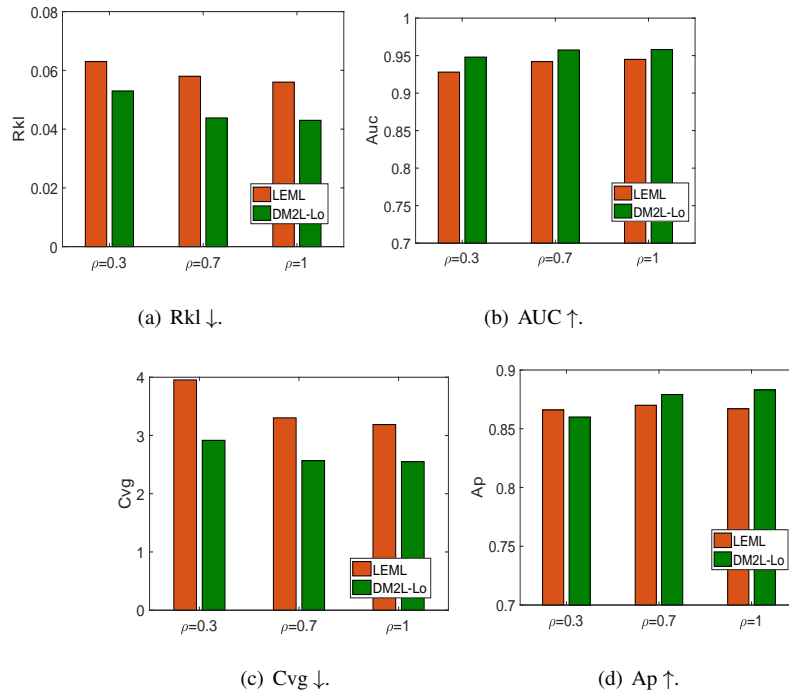 0.08
0.06
0.04
0.02
0
Rkl
ρ=0.3
ρ=0.7
ρ=1
LEML
DM2L-Lo
(a) Rkl ↓.
1
0.95
0.9
0.85
0.8
0.75
0.7
Auc
ρ=0.3
ρ=0.7
ρ=1
LEML
DM2L-Lo
(b) AUC ↑.
4
3
2
1
0
Cvg
ρ=0.3
ρ=0.7
ρ=1
LEML
DM2L-Lo
(c) Cvg ↓.
0.9
0.85
0.8
0.75
0.7
Ap
ρ=0.3
ρ=0.7
ρ=1
LEML
DM2L-Lo
(d) Ap ↑.